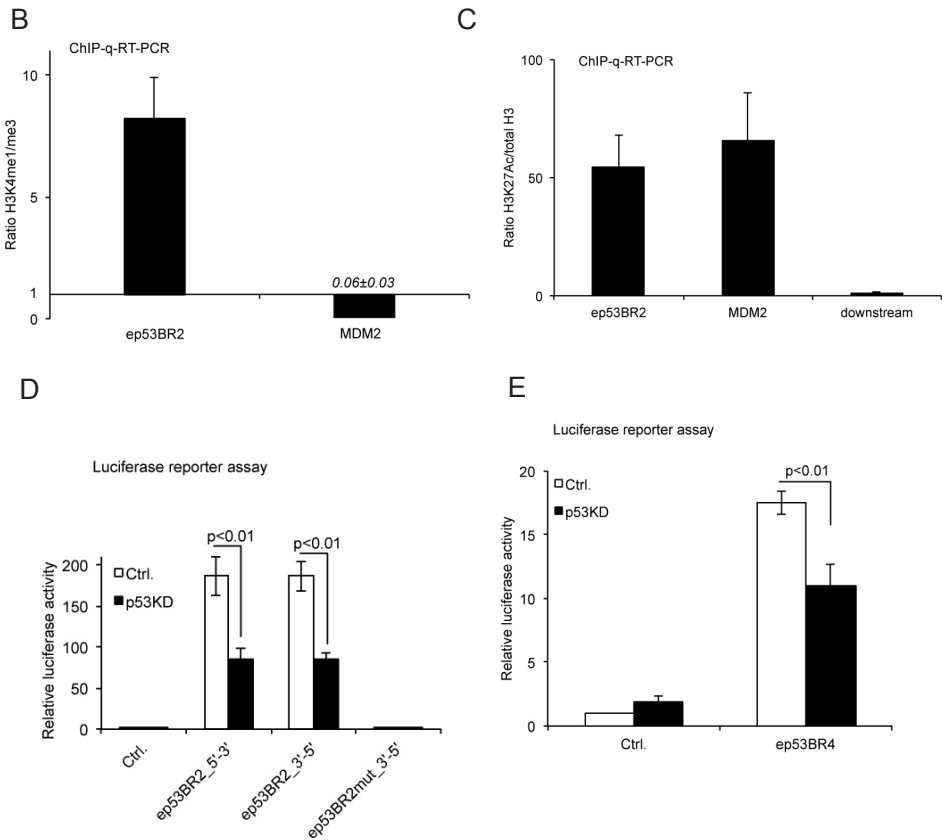 B
ChIP-q-RT-PCR
Ratio H3K4me1/me3
10
5
1
0
0.06±0.03
ep53BR2
MDM2
C
ChIP-q-RT-PCR
Ratio H3K27Ac/total H3
100
50
0
ep53BR2
MDM2
downstream
D
Luciferase reporter assay
Relative luciferase activity
200
150
100
50
0
Ctrl.
p53KD
p<0.01
p<0.01
Ctrl.
ep53BR2_5'-3'
ep53BR2_3'-5'
ep53BR2mut_3'-5'
E
Luciferase reporter assay
Relative luciferase activity
20
15
10
5
0
Ctrl.
p53KD
p<0.01
Ctrl.
ep53BR4